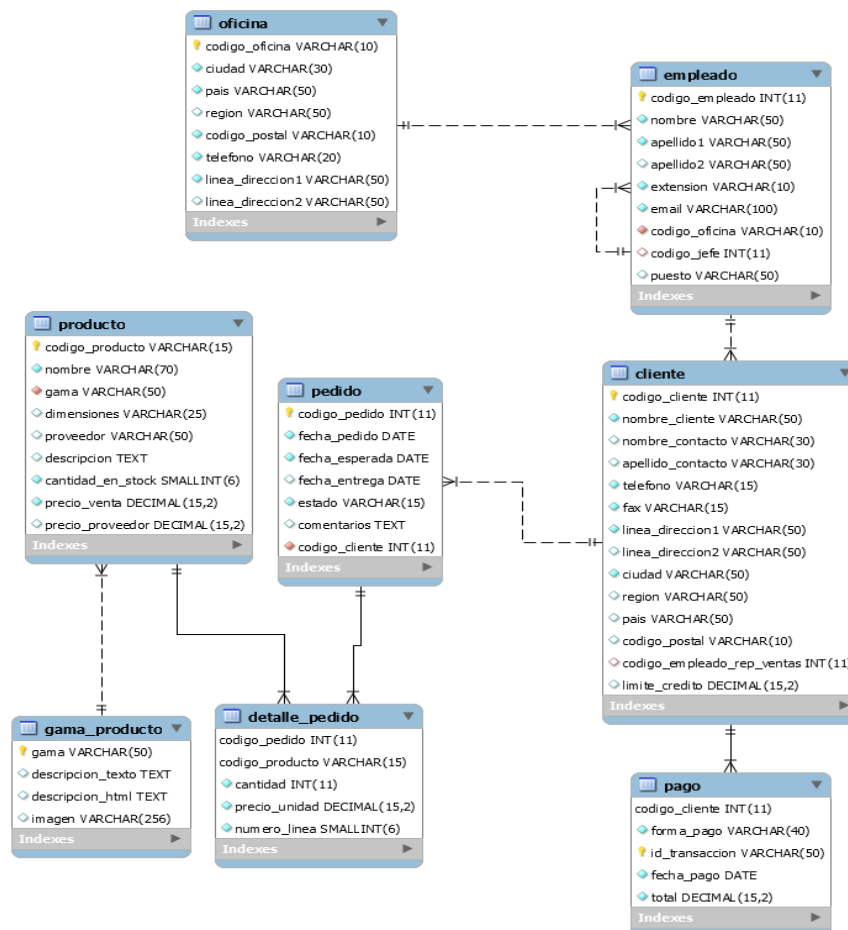 oficina
codigo_oficina VARCHAR(10)
ciudad VARCHAR(30)
pais VARCHAR(50)
region VARCHAR(50)
codigo_postal VARCHAR(10)
telefono VARCHAR(20)
linea_direccion1 VARCHAR(50)
linea_direccion2 VARCHAR(50)
Indexes
empleado
codigo_empleado INT(11)
nombre VARCHAR(50)
apellido1 VARCHAR(50)
apellido2 VARCHAR(50)
extension VARCHAR(10)
email VARCHAR(100)
codigo_oficina VARCHAR(10)
codigo_jefe INT(11)
puesto VARCHAR(50)
Indexes
producto
codigo_producto VARCHAR(15)
nombre VARCHAR(70)
gama VARCHAR(50)
dimensiones VARCHAR(25)
proveedor VARCHAR(50)
descripcion TEXT
cantidad_en_stock SMALLINT(6)
precio_venta DECIMAL(15,2)
precio_proveedor DECIMAL(15,2)
Indexes
pedido
codigo_pedido INT(11)
fecha_pedido DATE
fecha_esperada DATE
fecha_entrega DATE
estado VARCHAR(15)
comentarios TEXT
codigo_cliente INT(11)
Indexes
cliente
codigo_cliente INT(11)
nombre_cliente VARCHAR(50)
nombre_contacto VARCHAR(30)
apellido_contacto VARCHAR(30)
telefono VARCHAR(15)
fax VARCHAR(15)
linea_direccion1 VARCHAR(50)
linea_direccion2 VARCHAR(50)
ciudad VARCHAR(50)
region VARCHAR(50)
pais VARCHAR(50)
codigo_postal VARCHAR(10)
codigo_empleado_rep_ventas INT(11)
limite_credito DECIMAL(15,2)
Indexes
gama_producto
gama VARCHAR(50)
descripcion_texto TEXT
descripcion_html TEXT
imagen VARCHAR(256)
Indexes
detalle_pedido
codigo_pedido INT(11)
codigo_producto VARCHAR(15)
cantidad INT(11)
precio_unidad DECIMAL(15,2)
numero_linea SMALLINT(6)
Indexes
pago
codigo_cliente INT(11)
forma_pago VARCHAR(40)
id_transaccion VARCHAR(50)
fecha_pago DATE
total DECIMAL(15,2)
Indexes